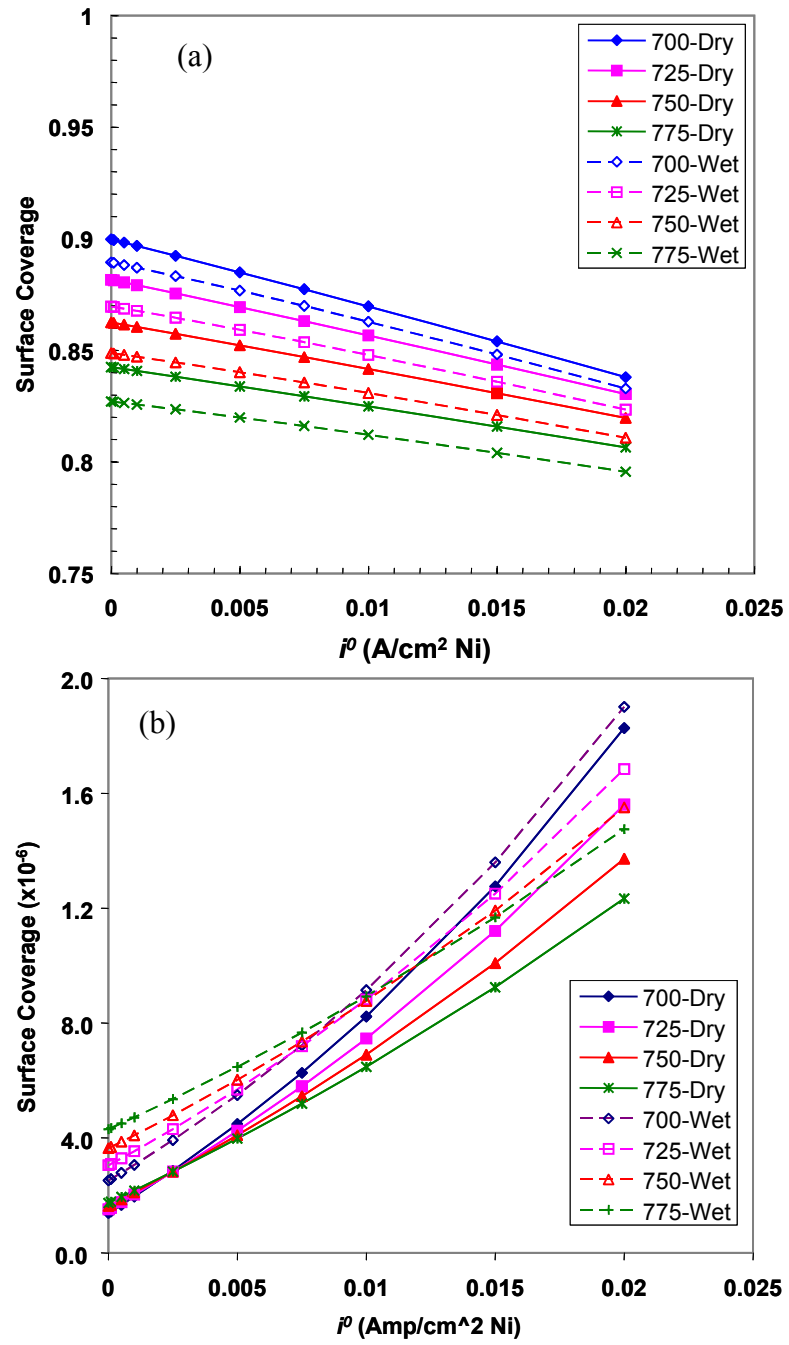 1
(a)
700-Dry
725-Dry
0.95
750-Dry
775-Dry
700-Wet
725-Wet
750-Wet
0.9
775-Wet
Surface Coverage
0.85
0.8
0.75
0 0.005 0.01 0.015 0.02 0.025
i⁰ (A/cm² Ni)
2.0
(b)
1.6
1.2
Surface Coverage (x10⁻⁶)
8.0
700-Dry
725-Dry
750-Dry
775-Dry
4.0
700-Wet
725-Wet
750-Wet
775-Wet
0.0
0 0.005 0.01 0.015 0.02 0.025
i⁰ (Amp/cm^2 Ni)